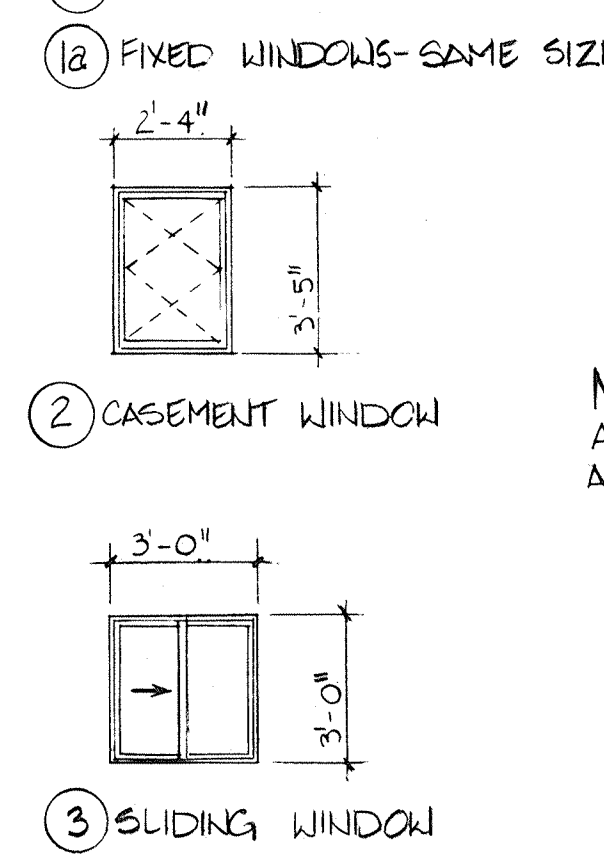 1a FIXED WINDOWS-SAME SIZE
2'-4"
3'-5"
2 CASEMENT WINDOW
3'-0"
3'-0"
3 SLIDING WINDOW